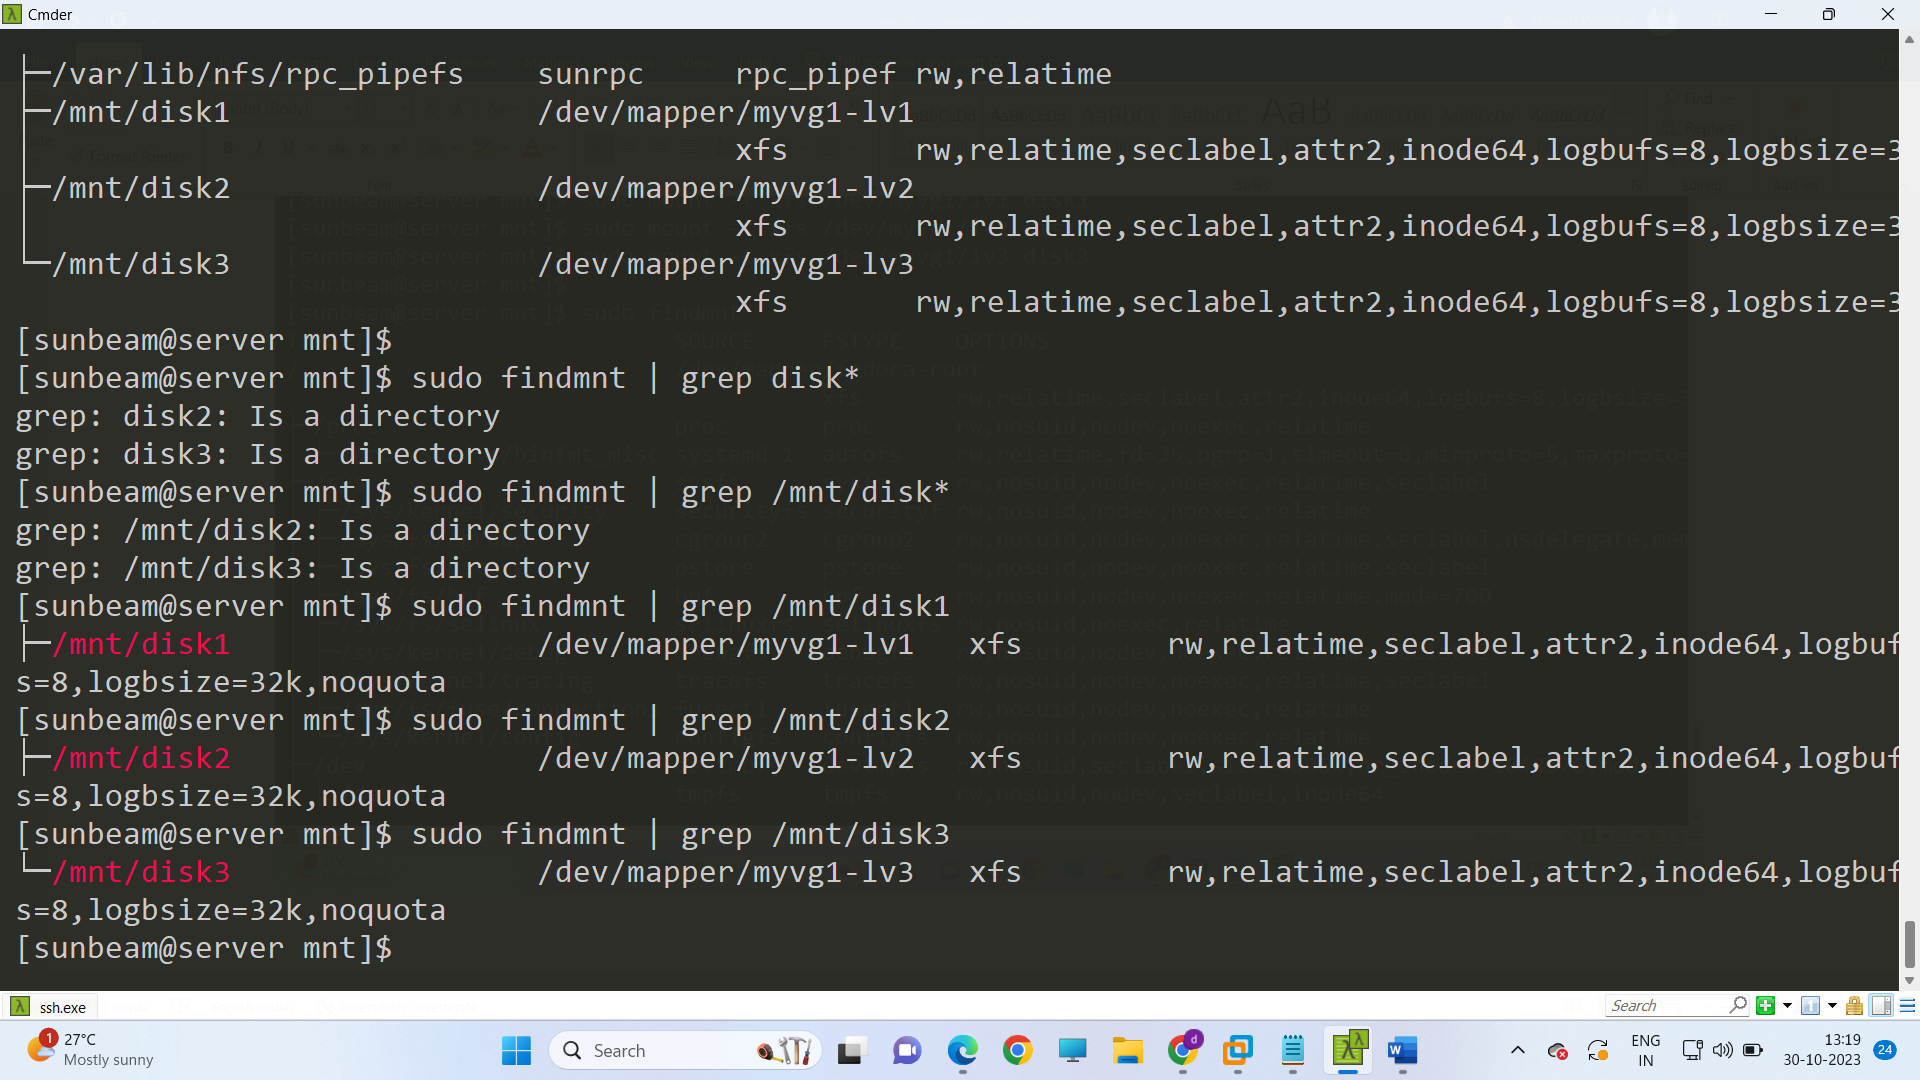 Cmder
├─/var/lib/nfs/rpc_pipefs    sunrpc     rpc_pipef rw,relatime
├─/mnt/disk1                 /dev/mapper/myvg1-lv1
│                                       xfs       rw,relatime,seclabel,attr2,inode64,logbufs=8,logbsize=3
├─/mnt/disk2                 /dev/mapper/myvg1-lv2
│                                       xfs       rw,relatime,seclabel,attr2,inode64,logbufs=8,logbsize=3
└─/mnt/disk3                 /dev/mapper/myvg1-lv3
                                        xfs       rw,relatime,seclabel,attr2,inode64,logbufs=8,logbsize=3
[sunbeam@server mnt]$
[sunbeam@server mnt]$ sudo findmnt | grep disk*
grep: disk2: Is a directory
grep: disk3: Is a directory
[sunbeam@server mnt]$ sudo findmnt | grep /mnt/disk*
grep: /mnt/disk2: Is a directory
grep: /mnt/disk3: Is a directory
[sunbeam@server mnt]$ sudo findmnt | grep /mnt/disk1
├─/mnt/disk1                 /dev/mapper/myvg1-lv1   xfs        rw,relatime,seclabel,attr2,inode64,logbuf
s=8,logbsize=32k,noquota
[sunbeam@server mnt]$ sudo findmnt | grep /mnt/disk2
├─/mnt/disk2                 /dev/mapper/myvg1-lv2   xfs        rw,relatime,seclabel,attr2,inode64,logbuf
s=8,logbsize=32k,noquota
[sunbeam@server mnt]$ sudo findmnt | grep /mnt/disk3
└─/mnt/disk3                 /dev/mapper/myvg1-lv3   xfs        rw,relatime,seclabel,attr2,inode64,logbuf
s=8,logbsize=32k,noquota
[sunbeam@server mnt]$
ssh.exe
Search
1
27°C
Mostly sunny
Search
d
ENG
IN
13:19
30-10-2023
24